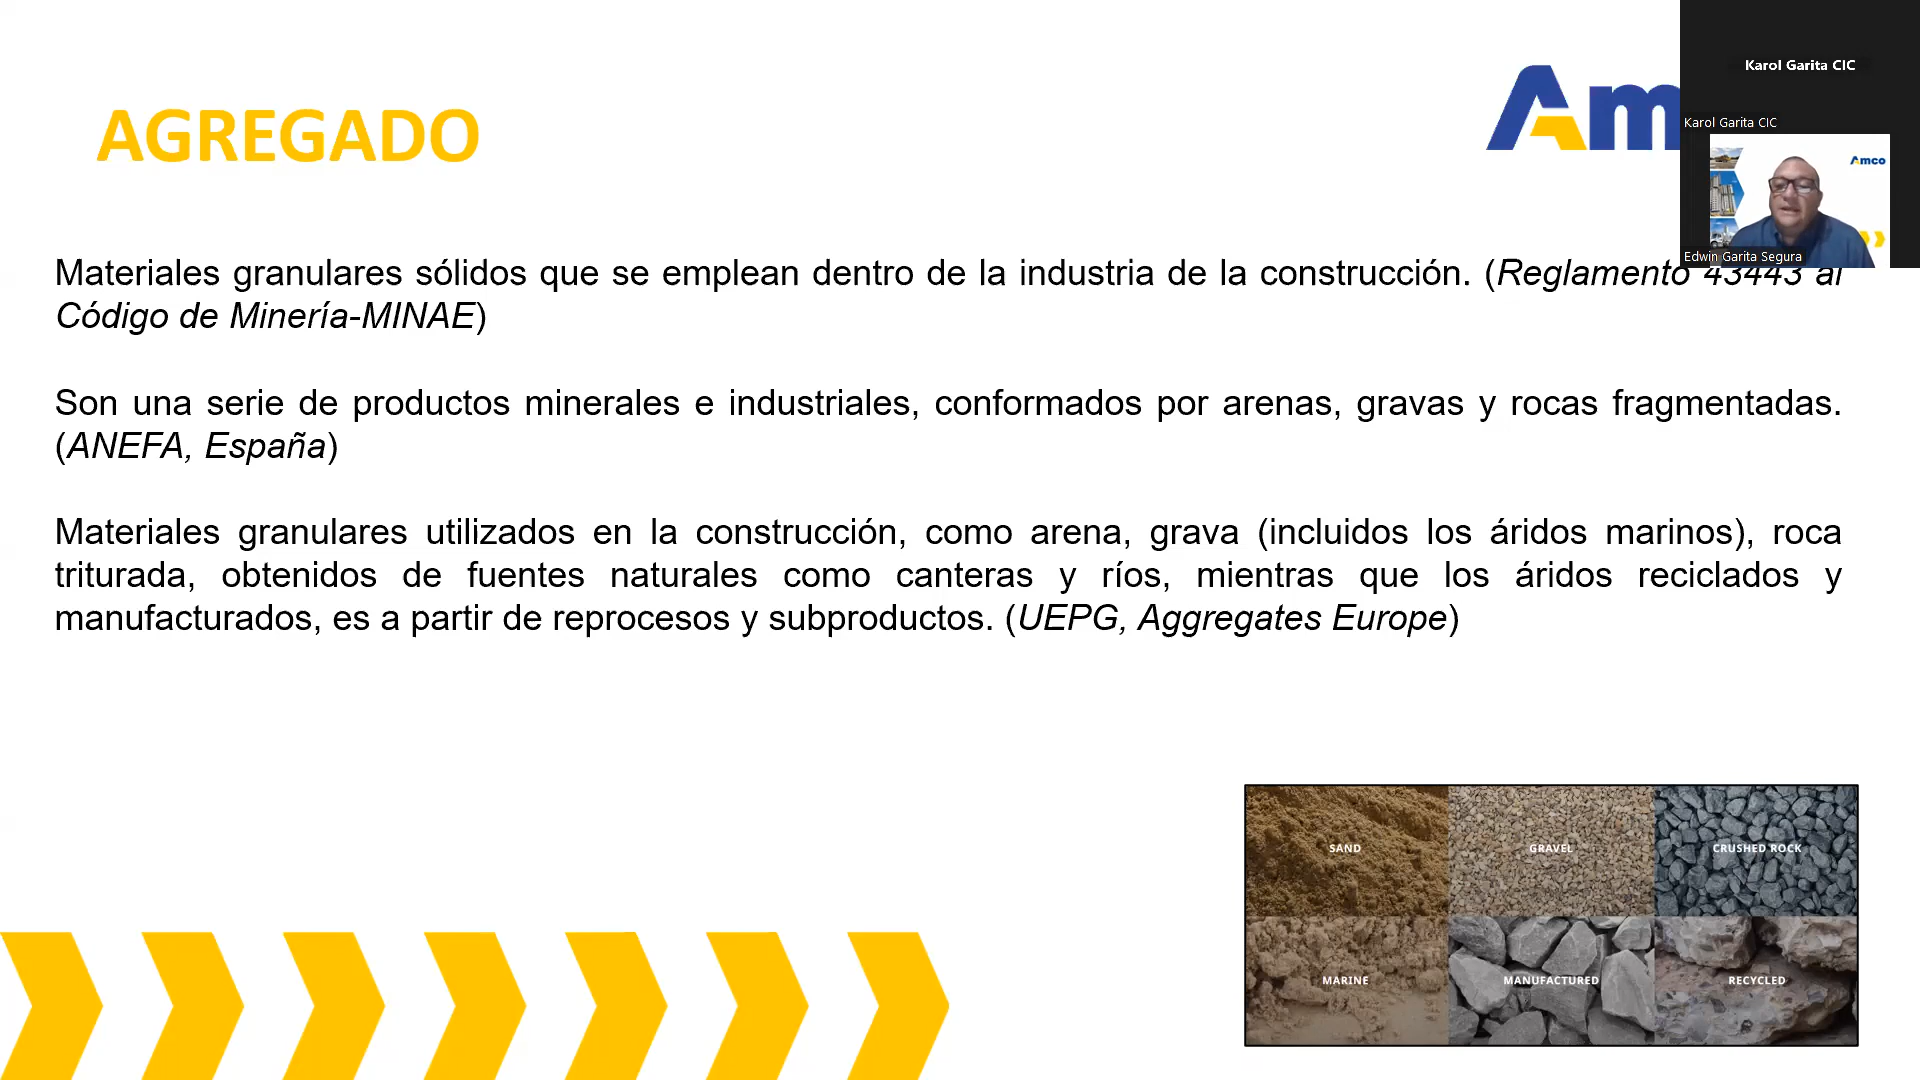 AGREGADO
Am
Karol Garita CIC
Karol Garita CIC
Amco
Edwin Garita Segura
Materiales granulares sólidos que se emplean dentro de la industria de la construcción. (Reglamento 43443 al
Código de Minería-MINAE)
Son una serie de productos minerales e industriales, conformados por arenas, gravas y rocas fragmentadas.
(ANEFA, España)
Materiales granulares utilizados en la construcción, como arena, grava (incluidos los áridos marinos), roca
triturada, obtenidos de fuentes naturales como canteras y ríos, mientras que los áridos reciclados y
manufacturados, es a partir de reprocesos y subproductos. (UEPG, Aggregates Europe)
SAND
GRAVEL
CRUSHED ROCK
MARINE
MANUFACTURED
RECYCLED